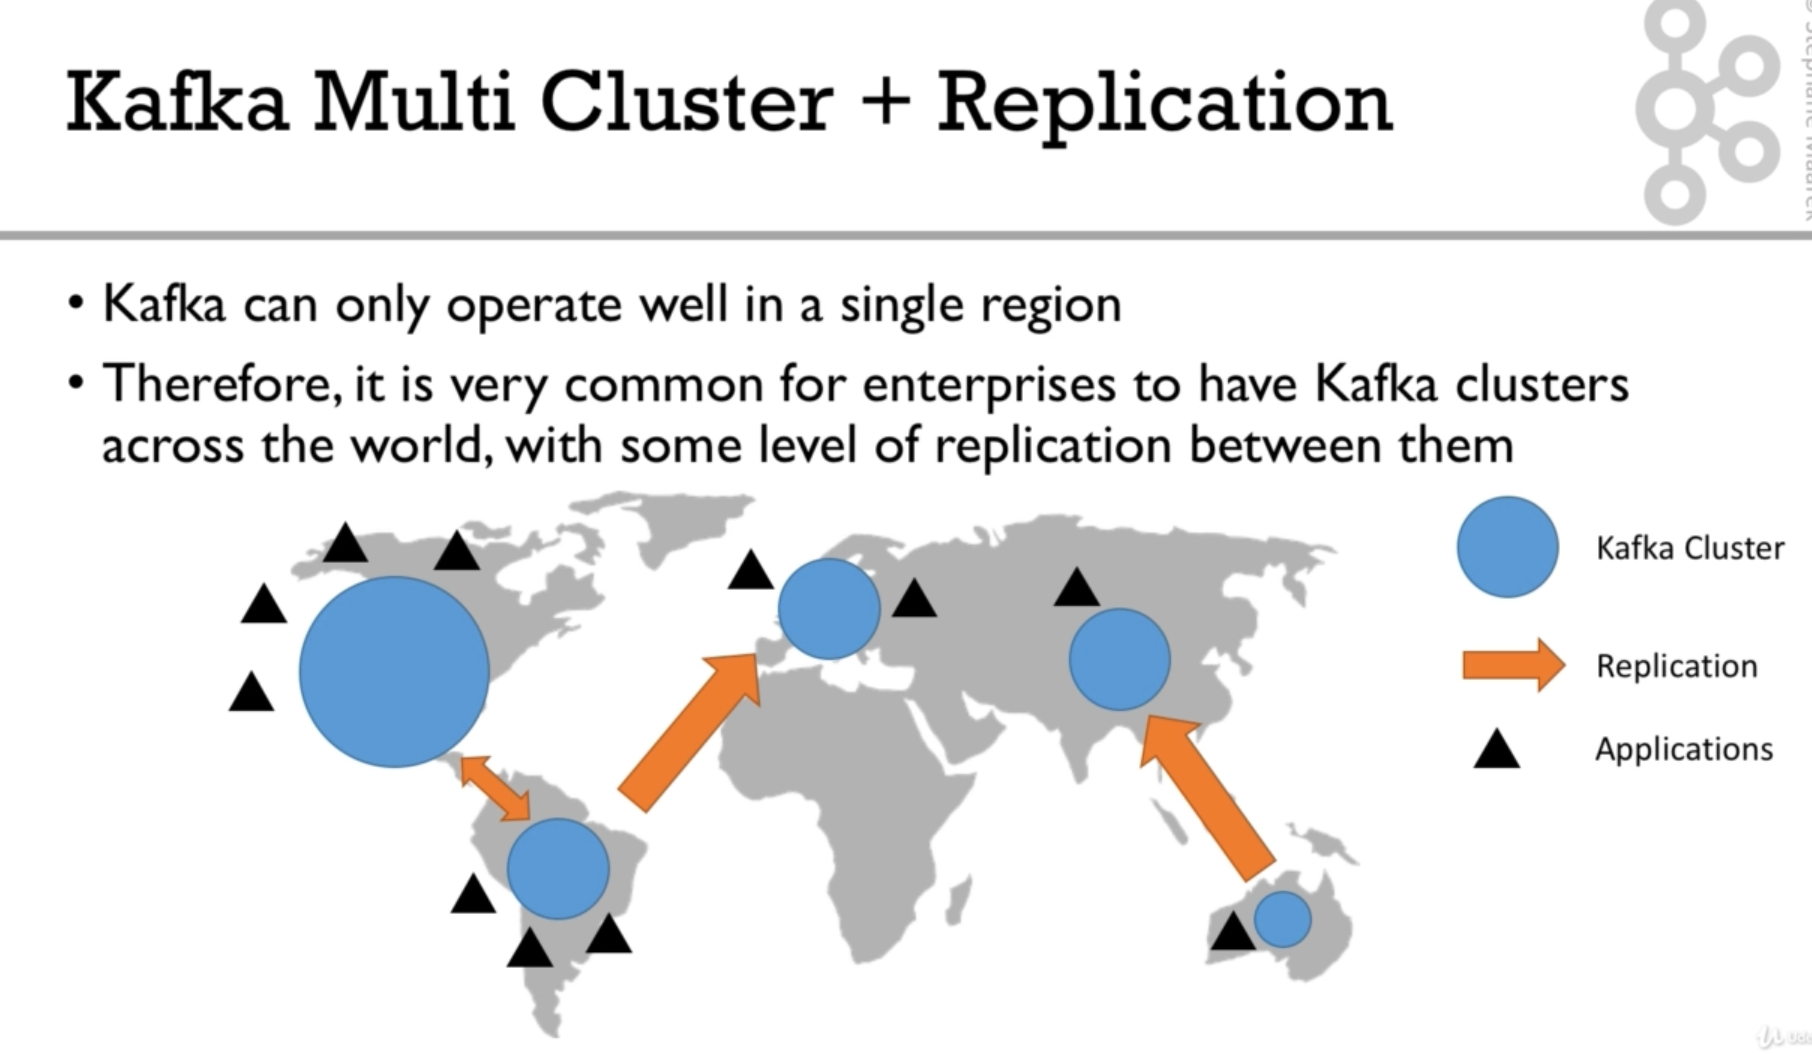 Kafka Multi Cluster + Replication
© Stephane Maarek
• Kafka can only operate well in a single region
• Therefore, it is very common for enterprises to have Kafka clusters
across the world, with some level of replication between them
Kafka Cluster
Replication
Applications